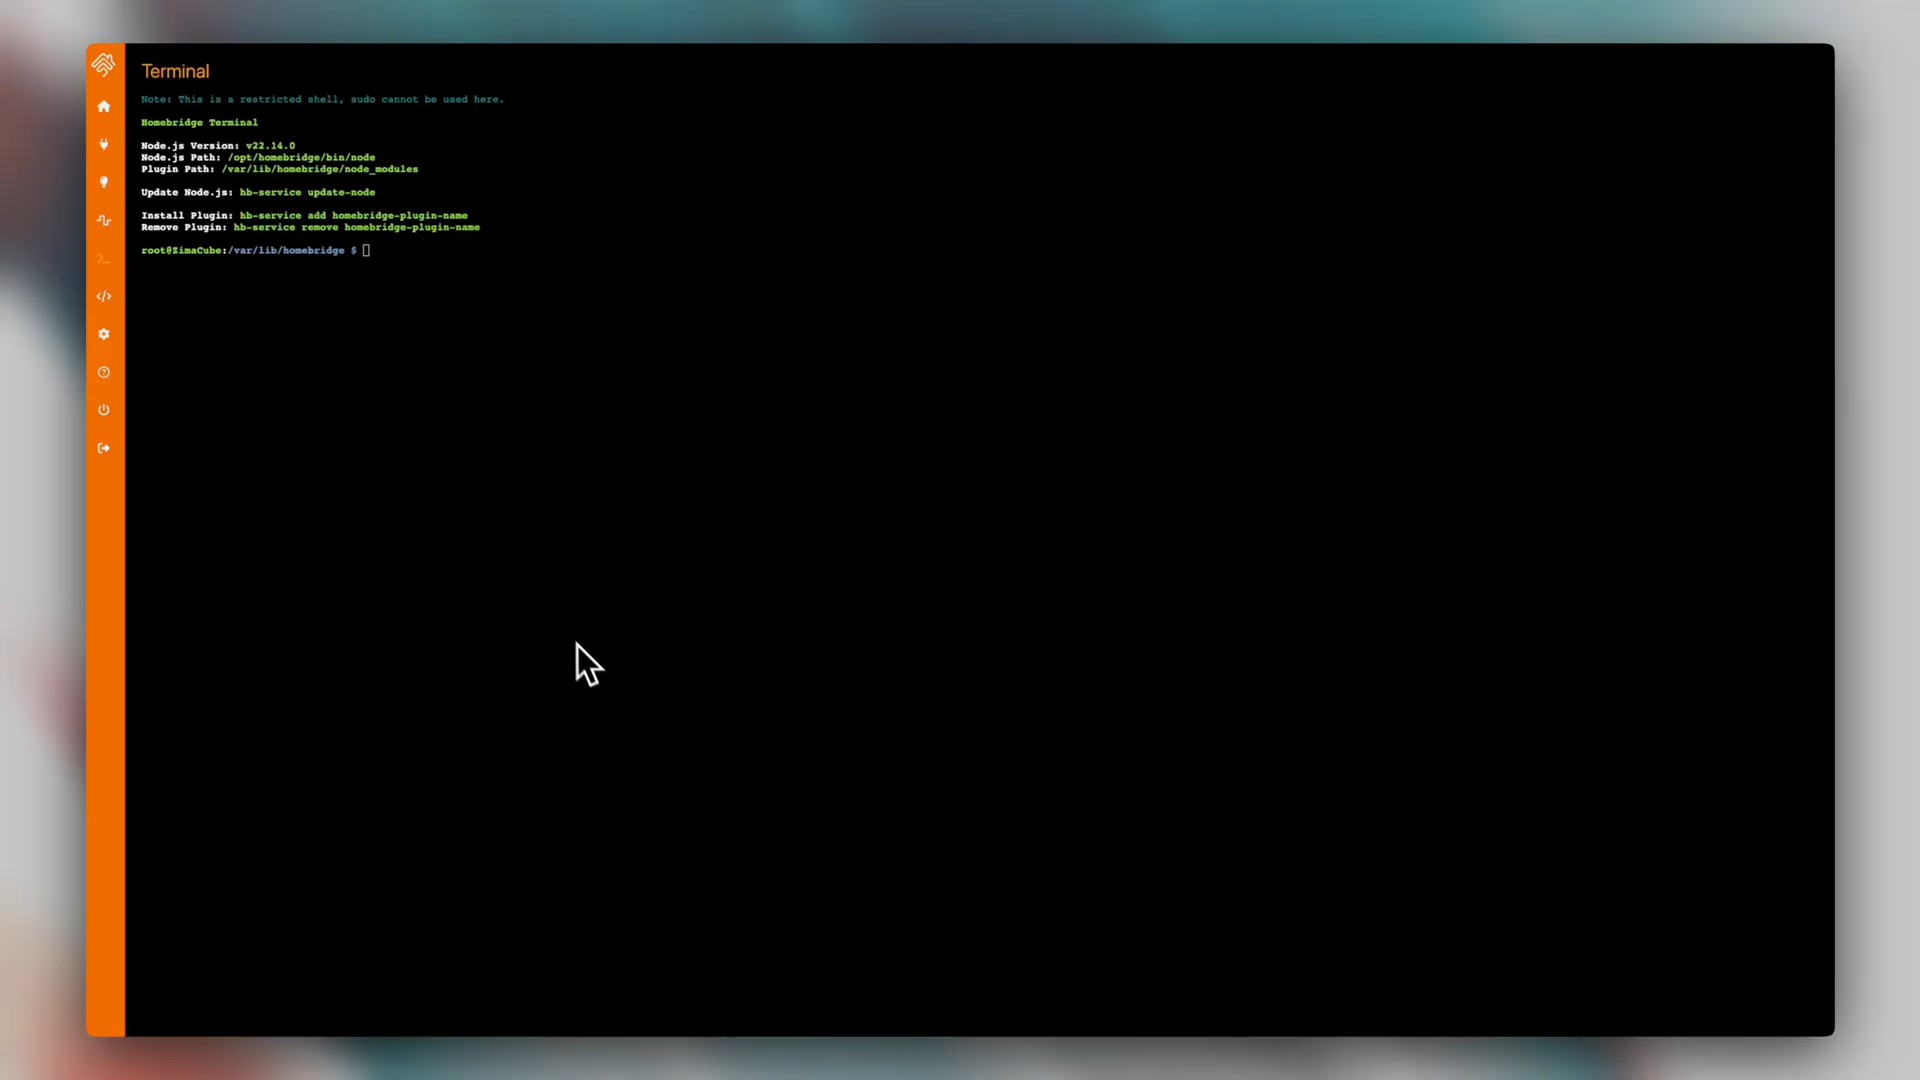 Terminal
Note: This is a restricted shell, sudo cannot be used here.
Homebridge Terminal
Node.js Version: v22.14.0
Node.js Path: /opt/homebridge/bin/node
Plugin Path: /var/lib/homebridge/node_modules
Update Node.js: hb-service update-node
Install Plugin: hb-service add homebridge-plugin-name
Remove Plugin: hb-service remove homebridge-plugin-name
root@ZimaCube:/var/lib/homebridge $